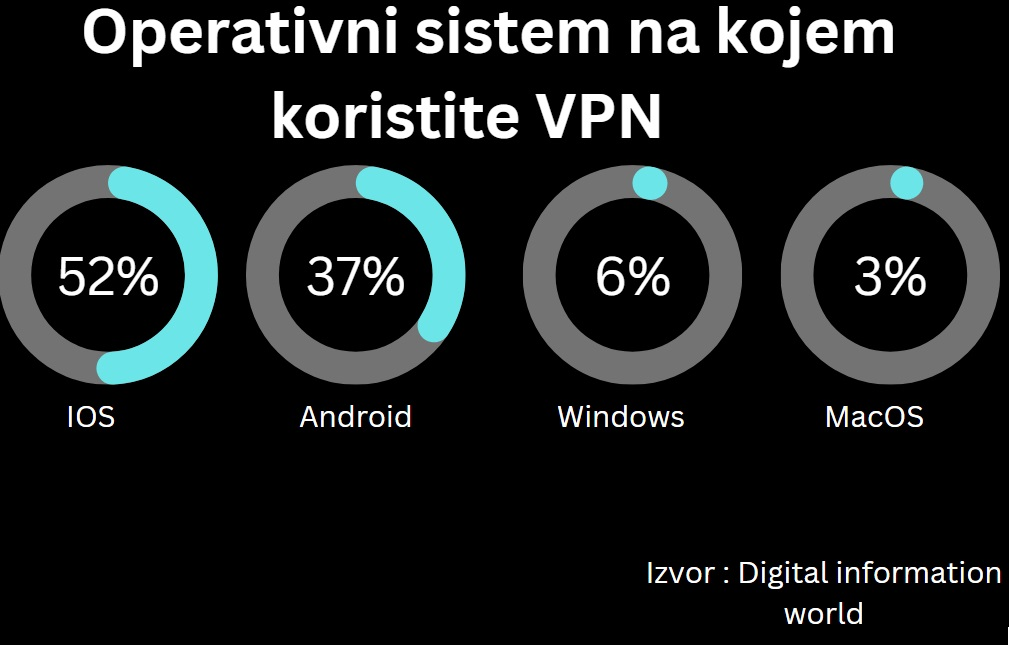 Operativni sistem na kojem
koristite VPN
52%
37%
6%
3%
IOS
Android
Windows
MacOS
Izvor : Digital information
world